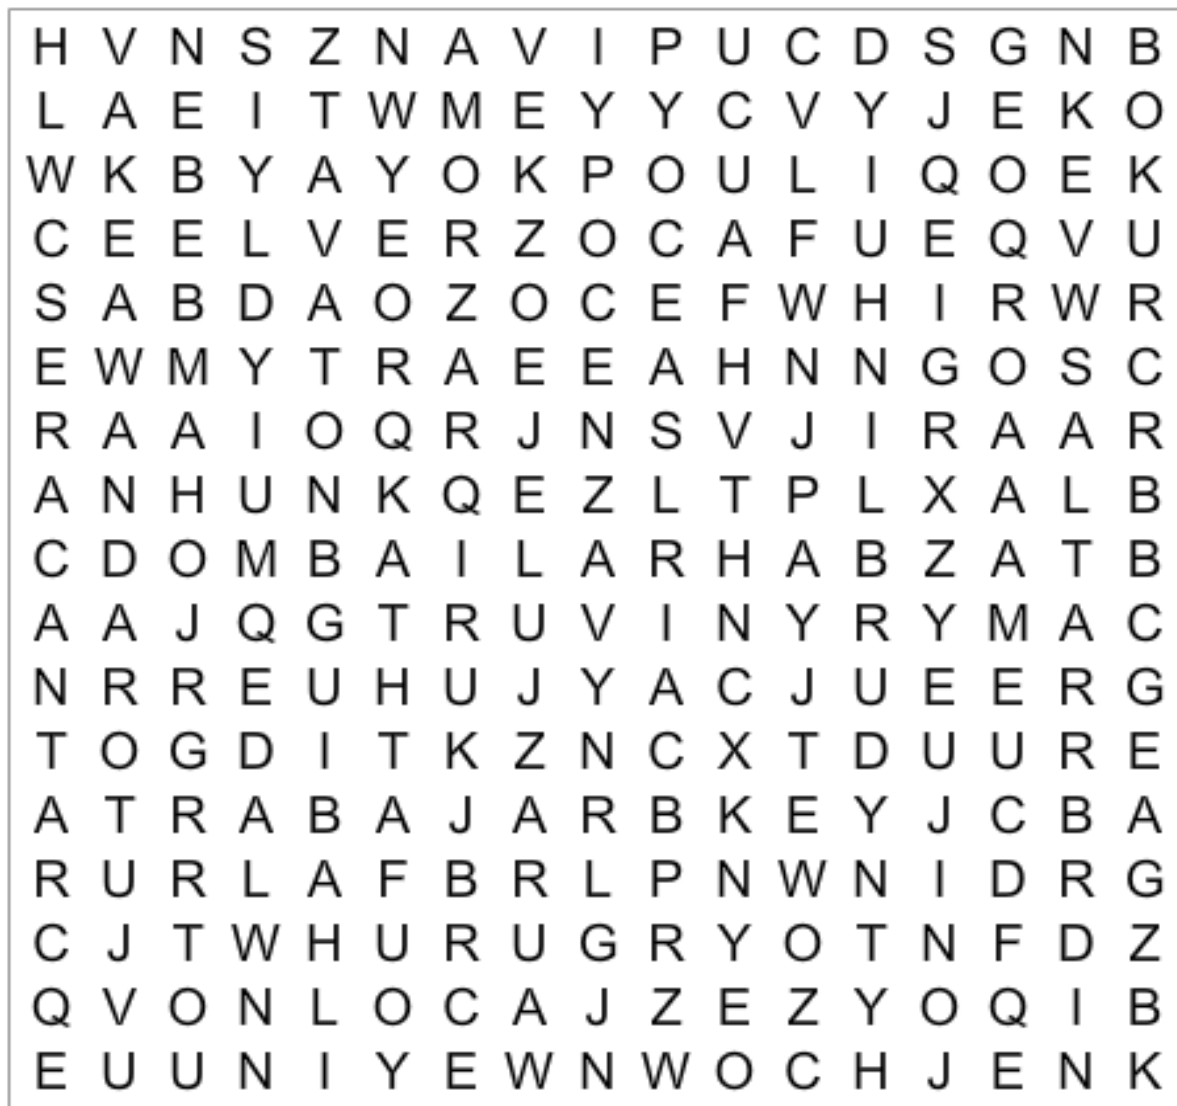 H V N S Z N A V I P U C D S G N B
L A E I T W M E Y Y C V Y J E K O
W K B Y A Y O K P O U L I Q O E K
C E E L V E R Z O C A F U E Q V U
S A B D A O Z O C E F W H I R W R
E W M Y T R A E E A H N N G O S C
R A A I O Q R J N S V J I R A A R
A N H U N K Q E Z L T P L X A L B
C D O M B A I L A R H A B Z A T B
A A J Q G T R U V I N Y R Y M A C
N R R E U H U J Y A C J U E E R G
T O G D I T K Z N C X T D U U R E
A T R A B A J A R B K E Y J C B A
R U R L A F B R L P N W N I D R G
C J T W H U R U G R Y O T N F D Z
Q V O N L O C A J Z E Z Y O Q I B
E U U N I Y E W N W O C H J E N K